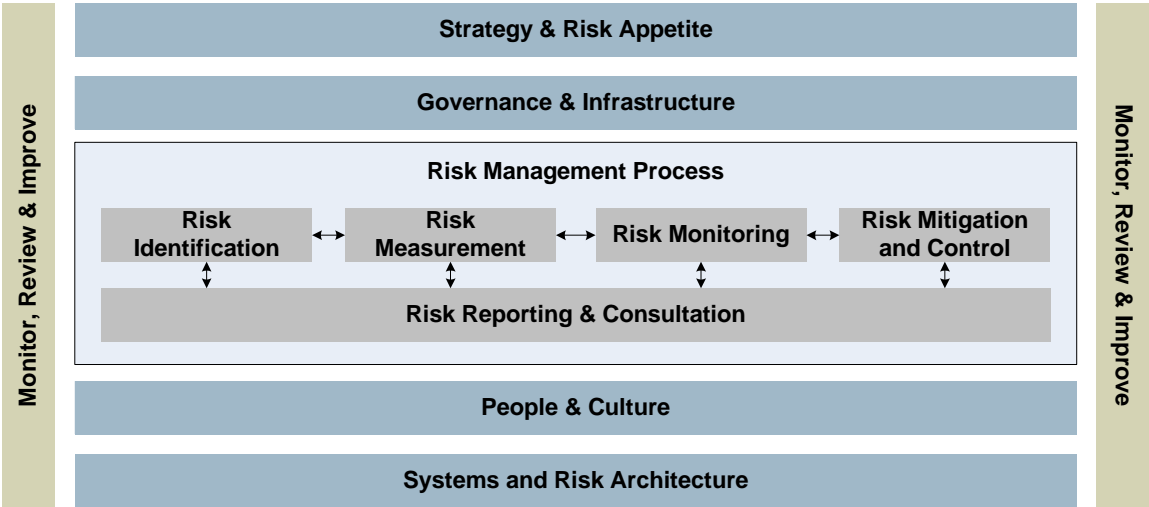 Monitor, Review & Improve
Strategy & Risk Appetite
Governance & Infrastructure
Risk Management Process
Risk
Identification
Risk
Measurement
Risk Monitoring
Risk Mitigation
and Control
Risk Reporting & Consultation
People & Culture
Systems and Risk Architecture
Monitor, Review & Improve